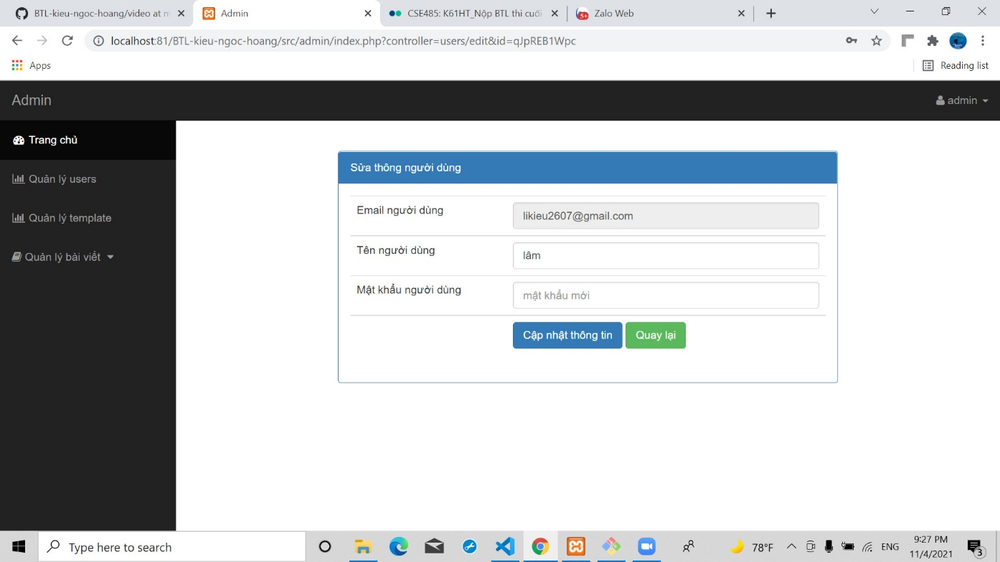 BTL-kieu-ngoc-hoang/video at m
Admin
CSE485: K61HT_Nộp BTL thi cuối
5+
Zalo Web
localhost:81/BTL-kieu-ngoc-hoang/src/admin/index.php?controller=users/edit&id=qJpREB1Wpc
Apps
Reading list
Admin
admin
Trang chủ
Quản lý users
Quản lý template
Quản lý bài viết
Sửa thông người dùng
Email người dùng
likieu2607@gmail.com
Tên người dùng
lâm
Mật khẩu người dùng
mật khẩu mới
Cập nhật thông tin
Quay lại
Type here to search
78°F
ENG
9:27 PM
11/4/2021
3